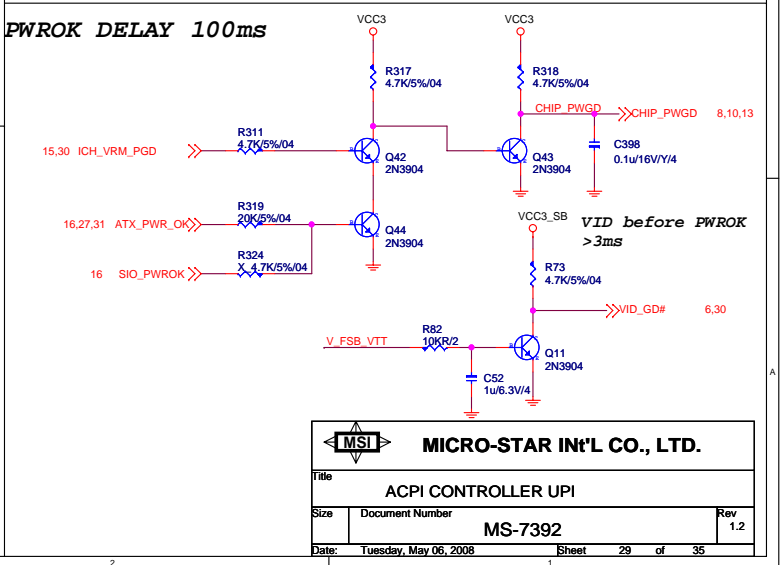 PWROK DELAY 100ms
VCC3
VCC3
R317
4.7K/5%/04
R318
4.7K/5%/04
CHIP_PWGD
CHIP_PWGD 8,10,13
R311
4.7K/5%/04
C398
0.1u/16V/Y/4
15,30 ICH_VRM_PGD
Q42
2N3904
Q43
2N3904
R319
20K/5%/04
16,27,31 ATX_PWR_OK
Q44
2N3904
VCC3_SB
VID before PWROK
>3ms
R324
X_4.7K/5%/04
16 SIO_PWROK
R73
4.7K/5%/04
VID_GD# 6,30
V_FSB_VTT
R82
10KR/2
Q11
2N3904
C52
1u/6.3V/4
A
MSI
MICRO-STAR INt'L CO., LTD.
Title
ACPI CONTROLLER UPI
Size Document Number Rev
MS-7392 1.2
Date: Tuesday, May 06, 2008 Sheet 29 of 35
2 1